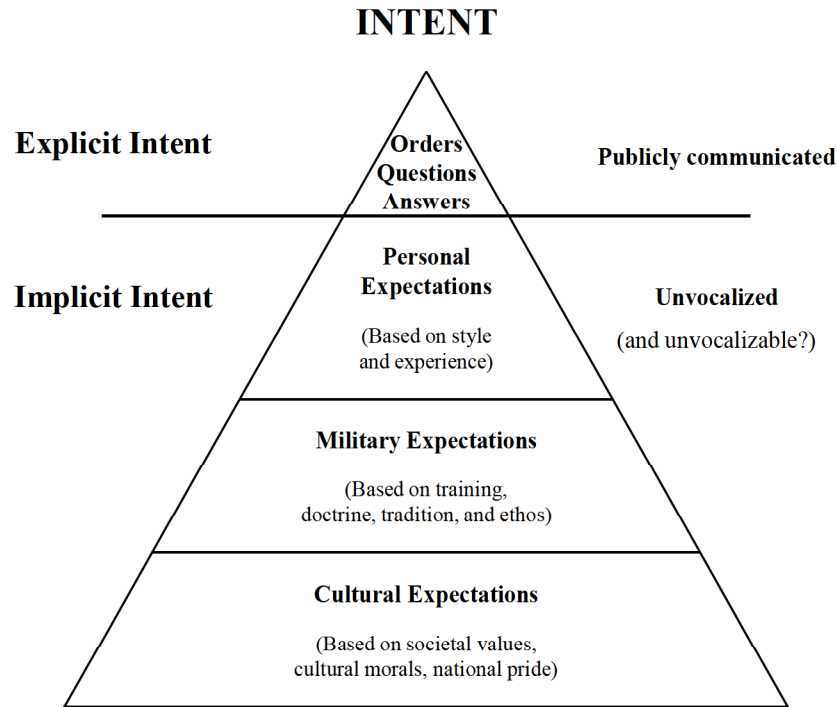 INTENT
Explicit Intent
Orders
Questions
Answers
Publicly communicated
Implicit Intent
Personal
Expectations
(Based on style
and experience)
Unvocalized
(and unvocalizable?)
Military Expectations
(Based on training,
doctrine, tradition, and ethos)
Cultural Expectations
(Based on societal values,
cultural morals, national pride)